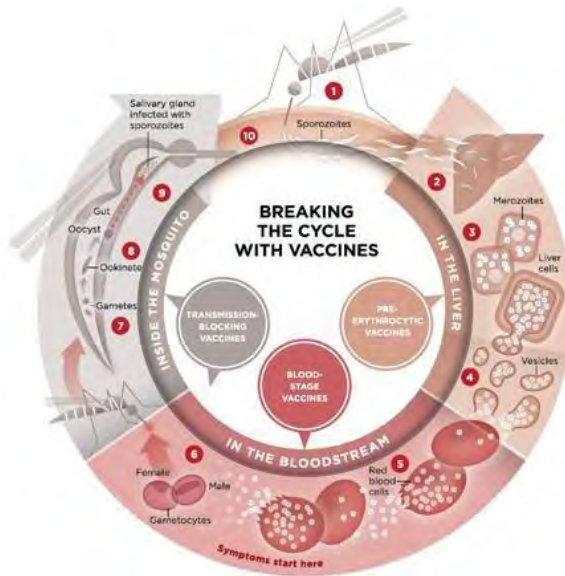 1
Salivary gland
infected with
sporozoites
10
Sporozoites
2
9
Gut
Oocyst
8
Ookinete
Gametes
7
BREAKING
THE CYCLE
WITH VACCINES
3
Merozoites
Liver
cells
INSIDE THE MOSQUITO
IN THE LIVER
TRANSMISSION-
BLOCKING
VACCINES
PRE-
ERYTHROCYTIC
VACCINES
BLOOD-
STAGE
VACCINES
4
Vesicles
IN THE BLOODSTREAM
6
Female
Male
Gametocytes
5
Red blood
cells
Symptoms start here